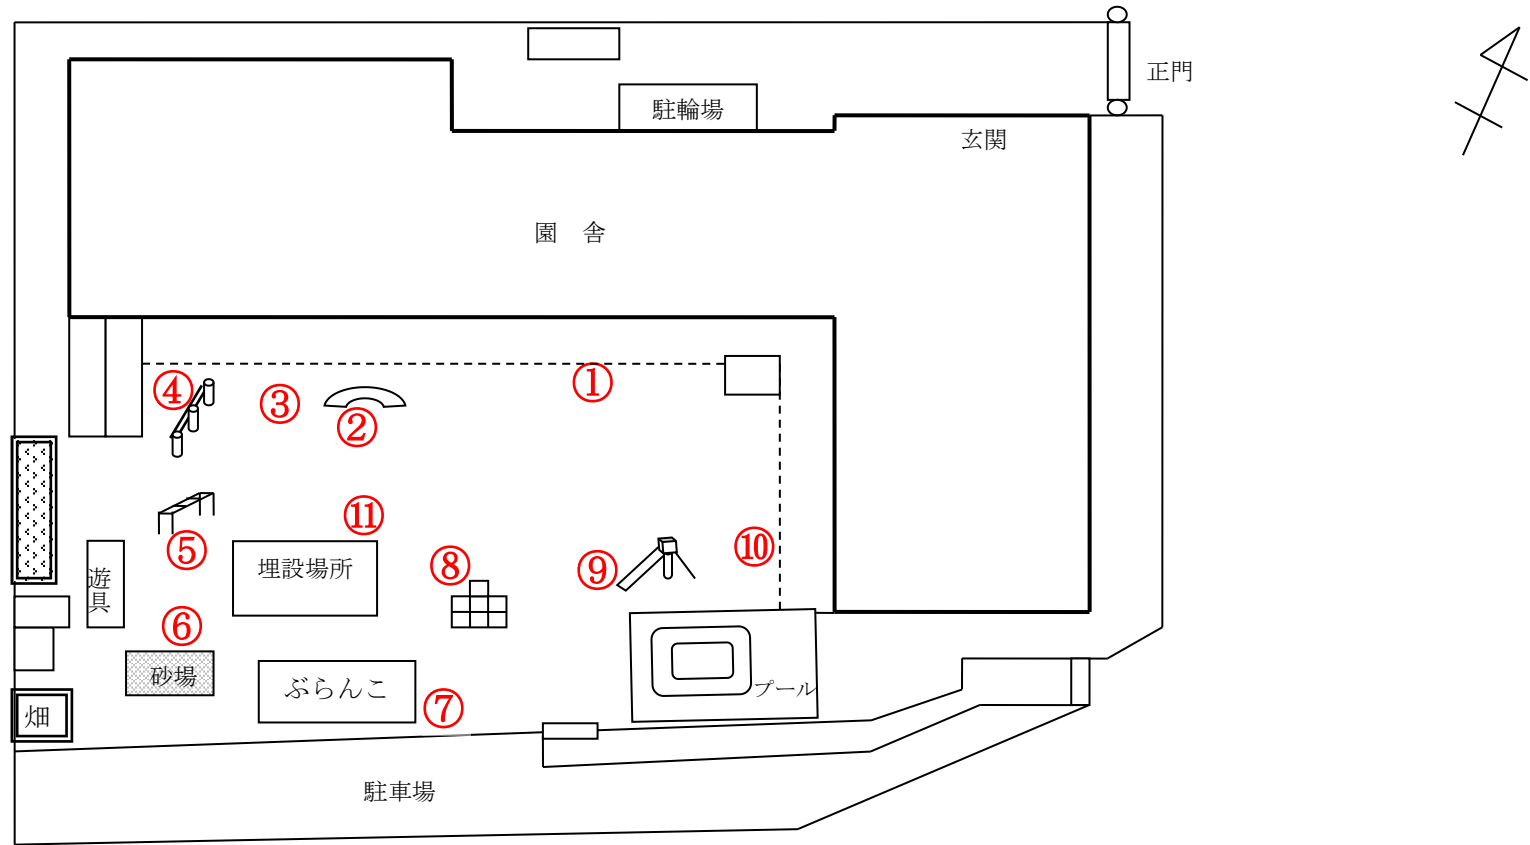 正門
駐輪場
玄関
園　舎
①
④
③
②
⑪
⑩
⑤
⑧
⑨
埋設場所
遊具
⑥
砂場
ぶらんこ
プール
⑦
畑
駐車場